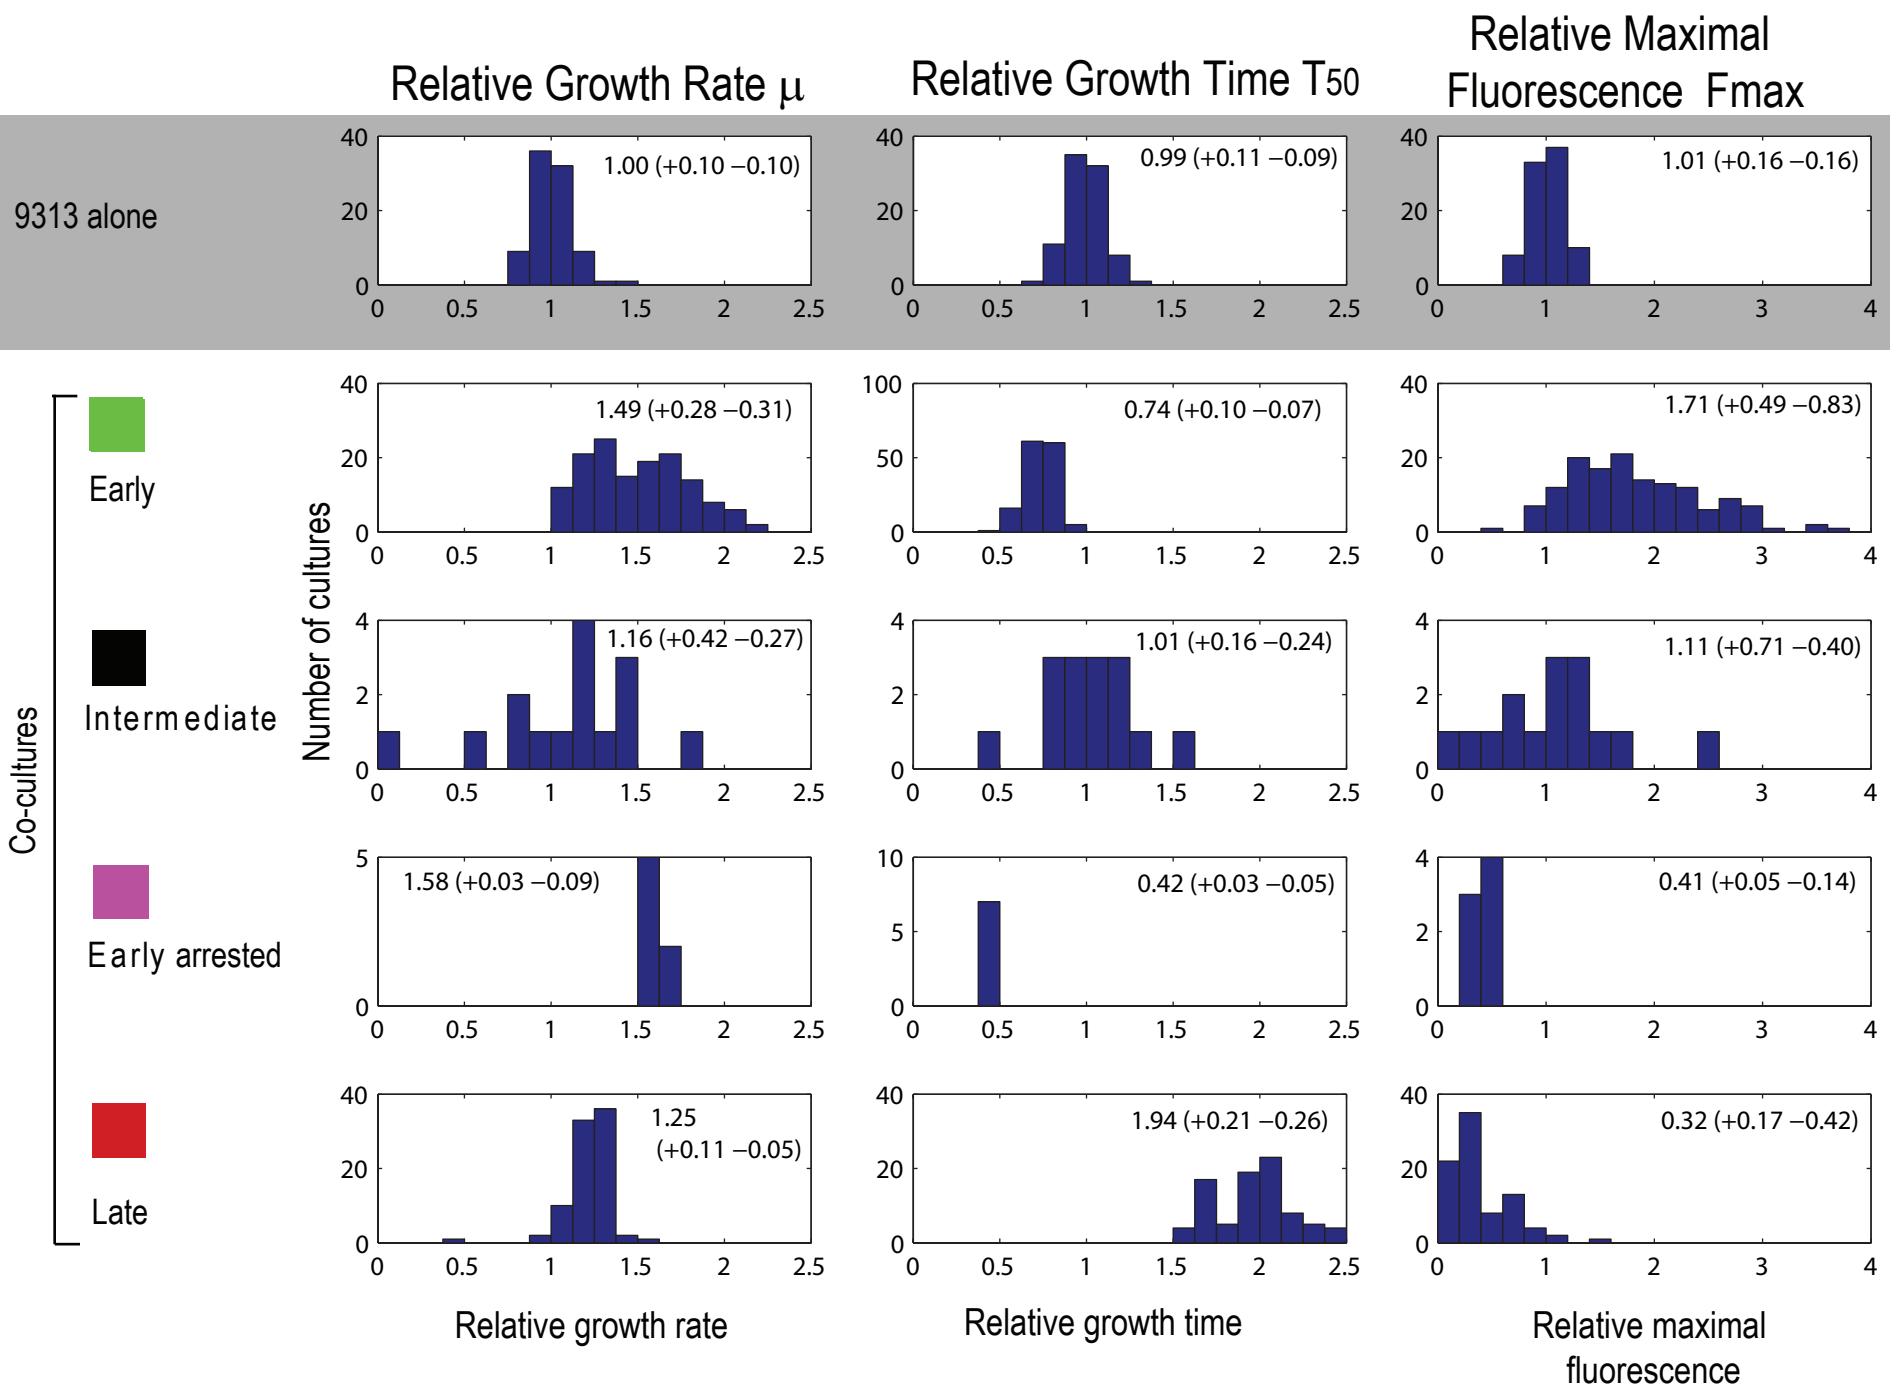 Relative Growth Rate μ
Relative Growth Time T50
Relative Maximal
Fluorescence Fmax
9313 alone
40
20
0
0 0.5 1 1.5 2 2.5
1.00 (+0.10 −0.10)
40
20
0
0 0.5 1 1.5 2 2.5
0.99 (+0.11 −0.09)
40
20
0
0 1 2 3 4
1.01 (+0.16 −0.16)
Co-cultures
Number of cultures
Early
40
20
0
0 0.5 1 1.5 2 2.5
1.49 (+0.28 −0.31)
100
50
0
0 0.5 1 1.5 2 2.5
0.74 (+0.10 −0.07)
40
20
0
0 1 2 3 4
1.71 (+0.49 −0.83)
Intermediate
4
2
0
0 0.5 1 1.5 2 2.5
1.16 (+0.42 −0.27)
4
2
0
0 0.5 1 1.5 2 2.5
1.01 (+0.16 −0.24)
4
2
0
0 1 2 3 4
1.11 (+0.71 −0.40)
Early arrested
5
0
0 0.5 1 1.5 2 2.5
1.58 (+0.03 −0.09)
10
5
0
0 0.5 1 1.5 2 2.5
0.42 (+0.03 −0.05)
4
2
0
0 1 2 3 4
0.41 (+0.05 −0.14)
Late
40
20
0
0 0.5 1 1.5 2 2.5
1.25
(+0.11 −0.05)
40
20
0
0 0.5 1 1.5 2 2.5
1.94 (+0.21 −0.26)
40
20
0
0 1 2 3 4
0.32 (+0.17 −0.42)
Relative growth rate
Relative growth time
Relative maximal
fluorescence